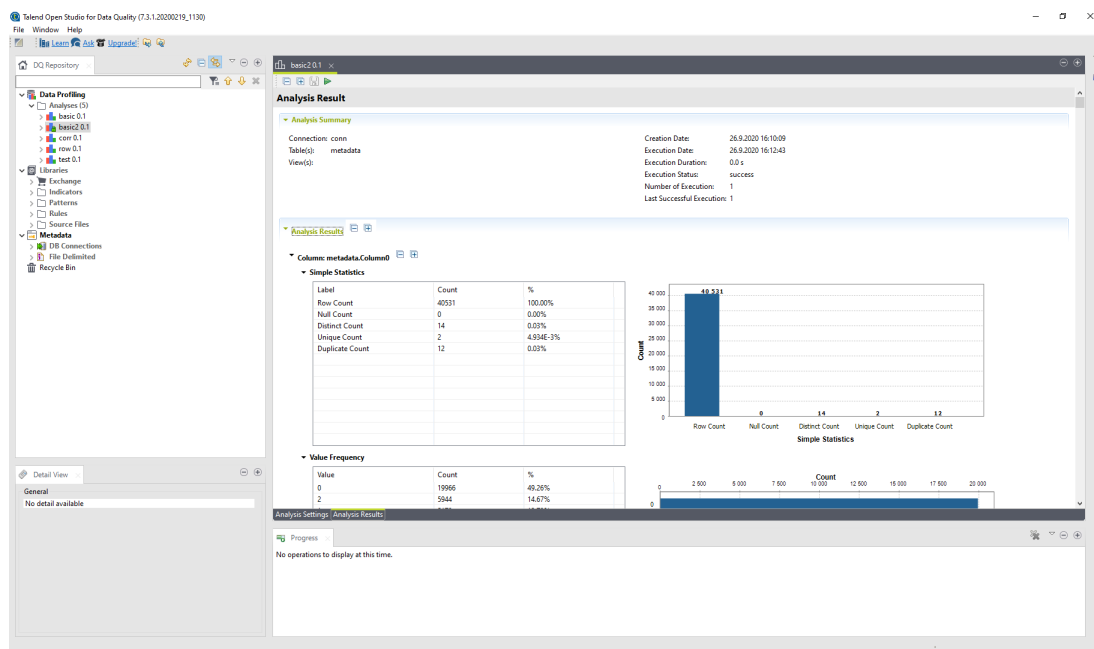 Talend Open Studio for Data Quality (7.3.1.20200219_1130)
File Window Help
Learn Ask Upgrade!
DQ Repository
Data Profiling
Analyses (5)
basic 0.1
basic2 0.1
corr 0.1
row 0.1
test 0.1
Libraries
Exchange
Indicators
Patterns
Rules
Source Files
Metadata
DB Connections
File Delimited
Recycle Bin
Detail View
General
No detail available
basic2 0.1
Analysis Result
Analysis Summary
Connection: conn
Table(s): metadata
View(s):
Creation Date: 26.9.2020 16:10:09
Execution Date: 26.9.2020 16:12:43
Execution Duration: 0.0 s
Execution Status: success
Number of Execution: 1
Last Successful Execution: 1
Analysis Results
Column: metadata.Column0
Simple Statistics
Label Count %
Row Count 40531 100.00%
Null Count 0 0.00%
Distinct Count 14 0.03%
Unique Count 2 4.934E-3%
Duplicate Count 12 0.03%
Count
40 000
35 000
30 000
25 000
20 000
15 000
10 000
5 000
0
40 531 0 14 2 12
Row Count Null Count Distinct Count Unique Count Duplicate Count
Simple Statistics
Value Frequency
Value Count %
0 19966 49.26%
2 5944 14.67%
Count
0 2 500 5 000 7 500 10 000 12 500 15 000 17 500 20 000
0
Analysis Settings Analysis Results
Progress
No operations to display at this time.